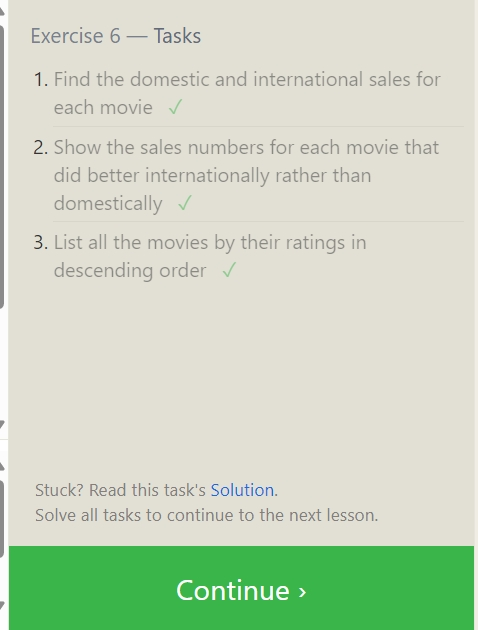 Exercise 6 — Tasks
1. Find the domestic and international sales for
each movie ✓
2. Show the sales numbers for each movie that
did better internationally rather than
domestically ✓
3. List all the movies by their ratings in
descending order ✓
Stuck? Read this task's Solution.
Solve all tasks to continue to the next lesson.
Continue ›